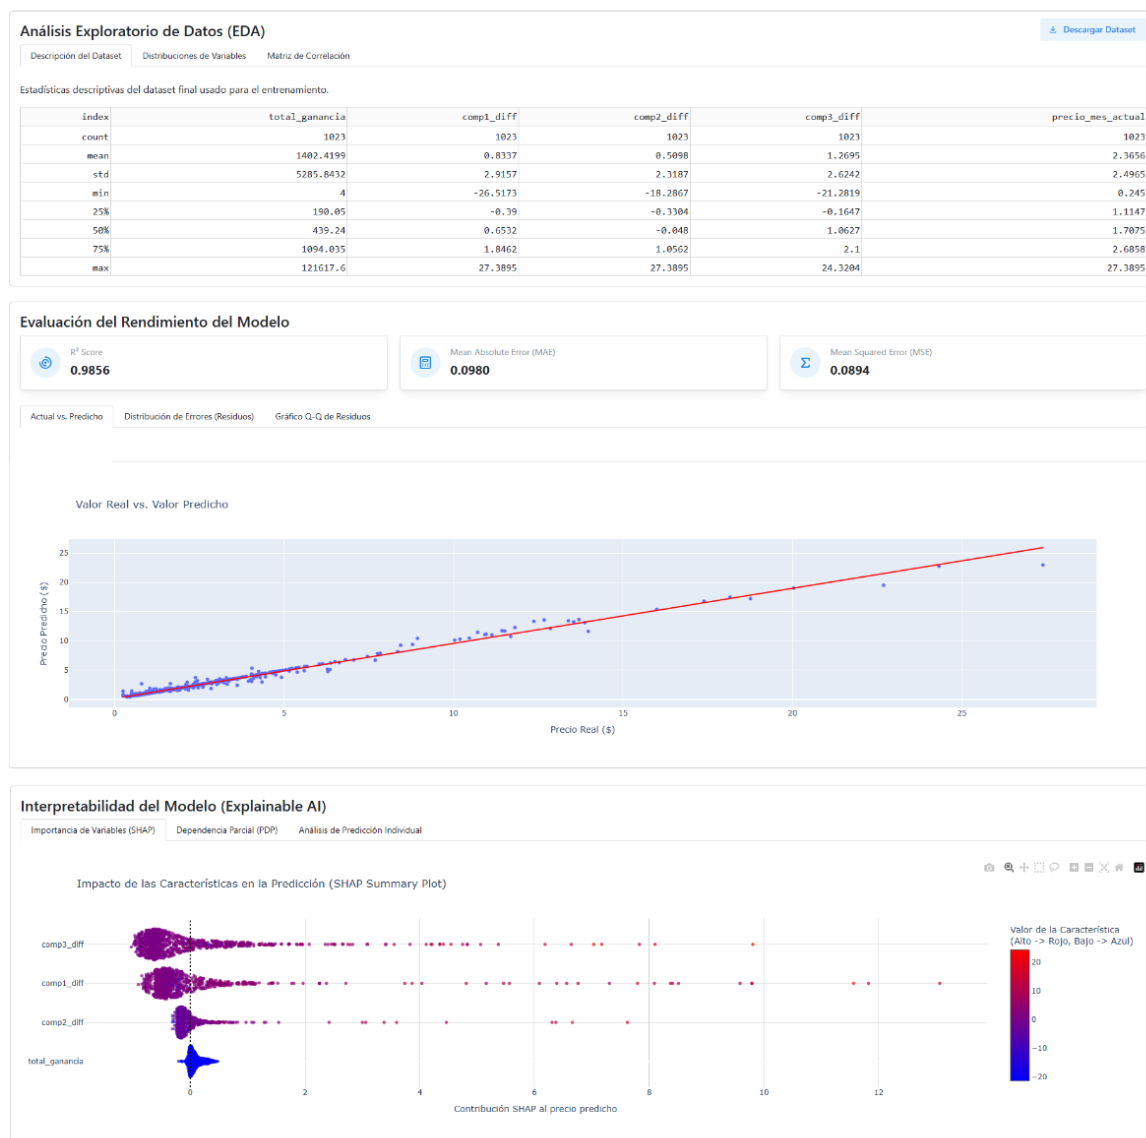 Análisis Exploratorio de Datos (EDA)
Descargar Dataset
Descripción del Dataset Distribuciones de Variables Matriz de Correlación
Estadísticas descriptivas del dataset final usado para el entrenamiento.
index total_ganancia comp1_diff comp2_diff comp3_diff precio_mes_actual
count 1023 1023 1023 1023 1023
mean 1402.4199 0.8337 0.5098 1.2695 2.3656
std 5285.8432 2.9157 2.3187 2.6242 2.4965
min 4 -26.5173 -18.2867 -21.2819 0.245
25% 190.05 -0.39 -0.3304 -0.1647 1.1147
50% 439.24 0.6532 -0.048 1.0627 1.7075
75% 1094.035 1.8462 1.0562 2.1 2.6858
max 121617.6 27.3895 27.3895 24.3204 27.3895
Evaluación del Rendimiento del Modelo
R² Score
0.9856
Mean Absolute Error (MAE)
0.0980
Mean Squared Error (MSE)
0.0894
Actual vs. Predicho Distribución de Errores (Residuos) Gráfico Q-Q de Residuos
Valor Real vs. Valor Predicho
Precio Predicho ($)
25
20
15
10
5
0
0 5 10 15 20 25
Precio Real ($)
Interpretabilidad del Modelo (Explainable AI)
Importancia de Variables (SHAP) Dependencia Parcial (PDP) Análisis de Predicción Individual
Impacto de las Características en la Predicción (SHAP Summary Plot)
comp3_diff
comp1_diff
comp2_diff
total_ganancia
0 2 4 6 8 10 12
Contribución SHAP al precio predicho
Valor de la Característica
(Alto -> Rojo, Bajo -> Azul)
20
10
0
−10
−20